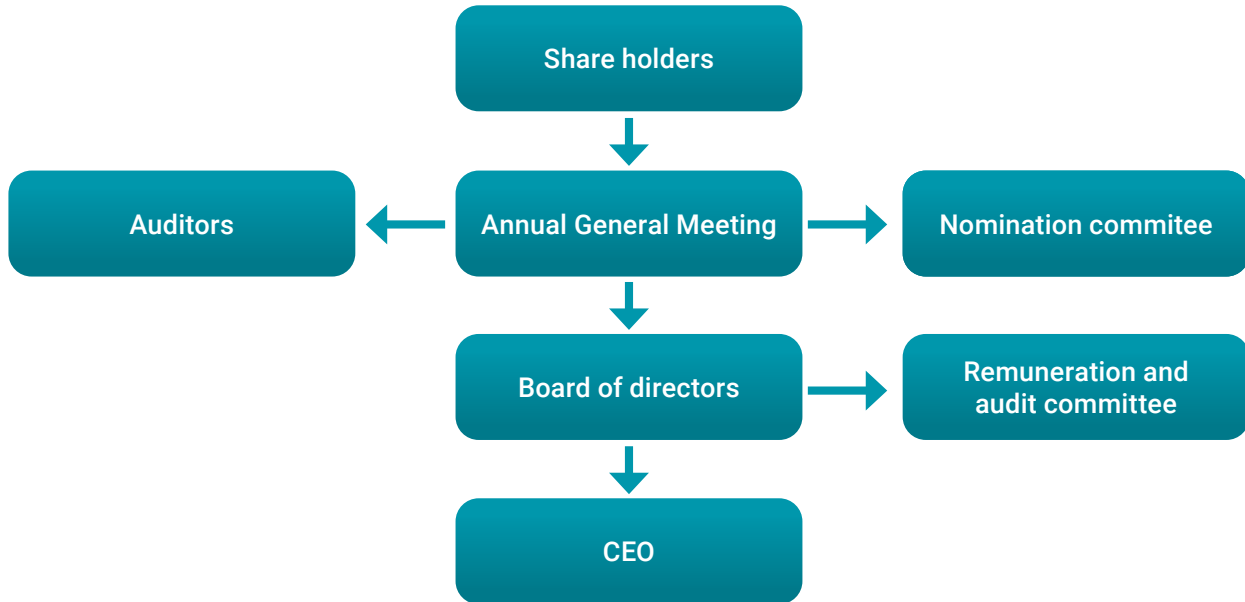 Share holders
Auditors
Annual General Meeting
Nomination commitee
Board of directors
Remuneration and
audit committee
CEO